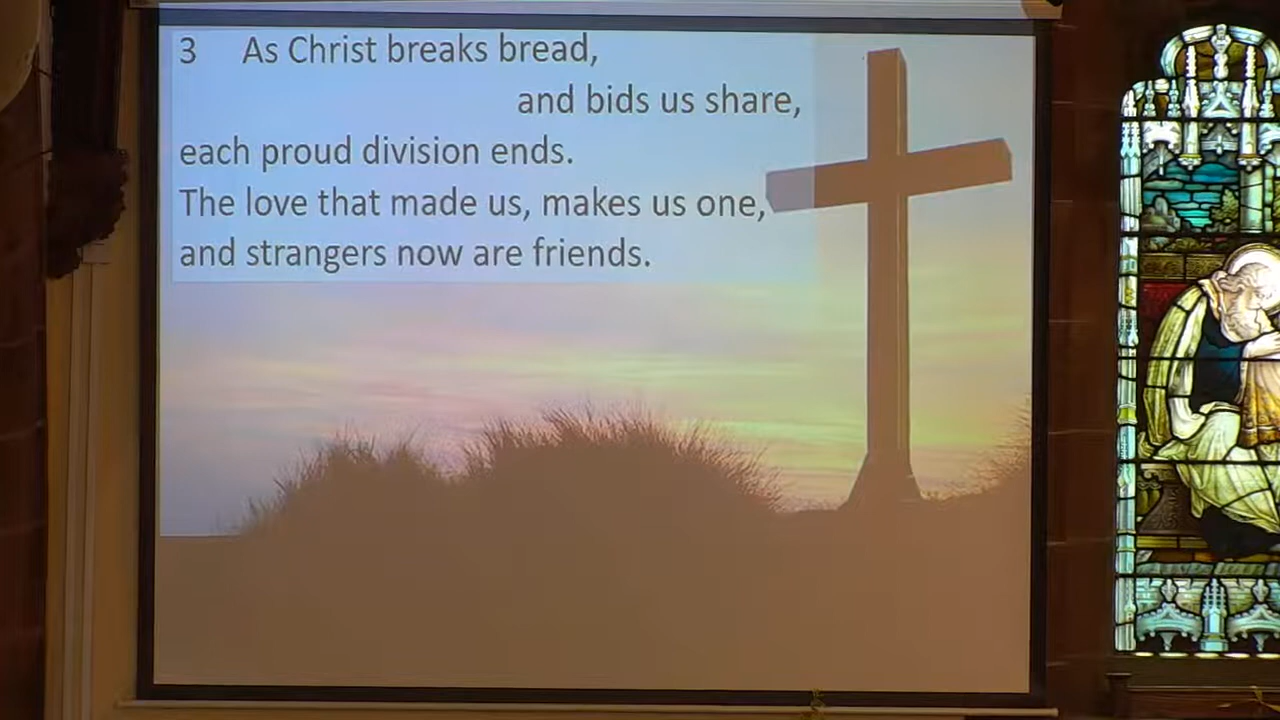 3 As Christ breaks bread,
and bids us share,
each proud division ends.
The love that made us, makes us one,
and strangers now are friends.